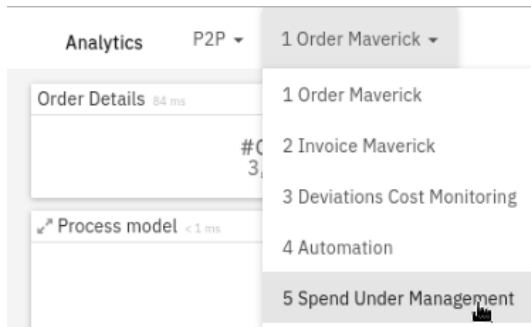 Analytics P2P 1 Order Maverick
Order Details 84 ms
1 Order Maverick
2 Invoice Maverick
3,
3 Deviations Cost Monitoring
Process model < 1 ms
4 Automation
5 Spend Under Management